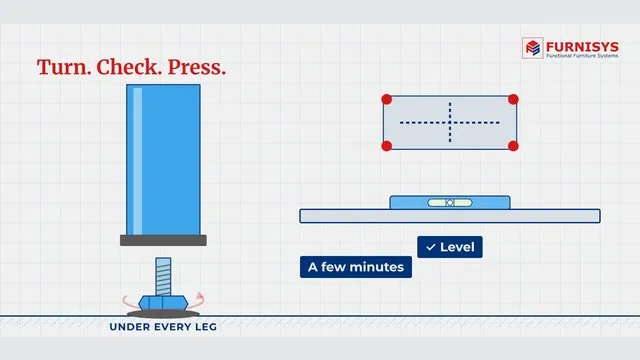 FURNISYS
Functional Furniture Systems
Turn. Check. Press.
✓ Level
A few minutes
UNDER EVERY LEG